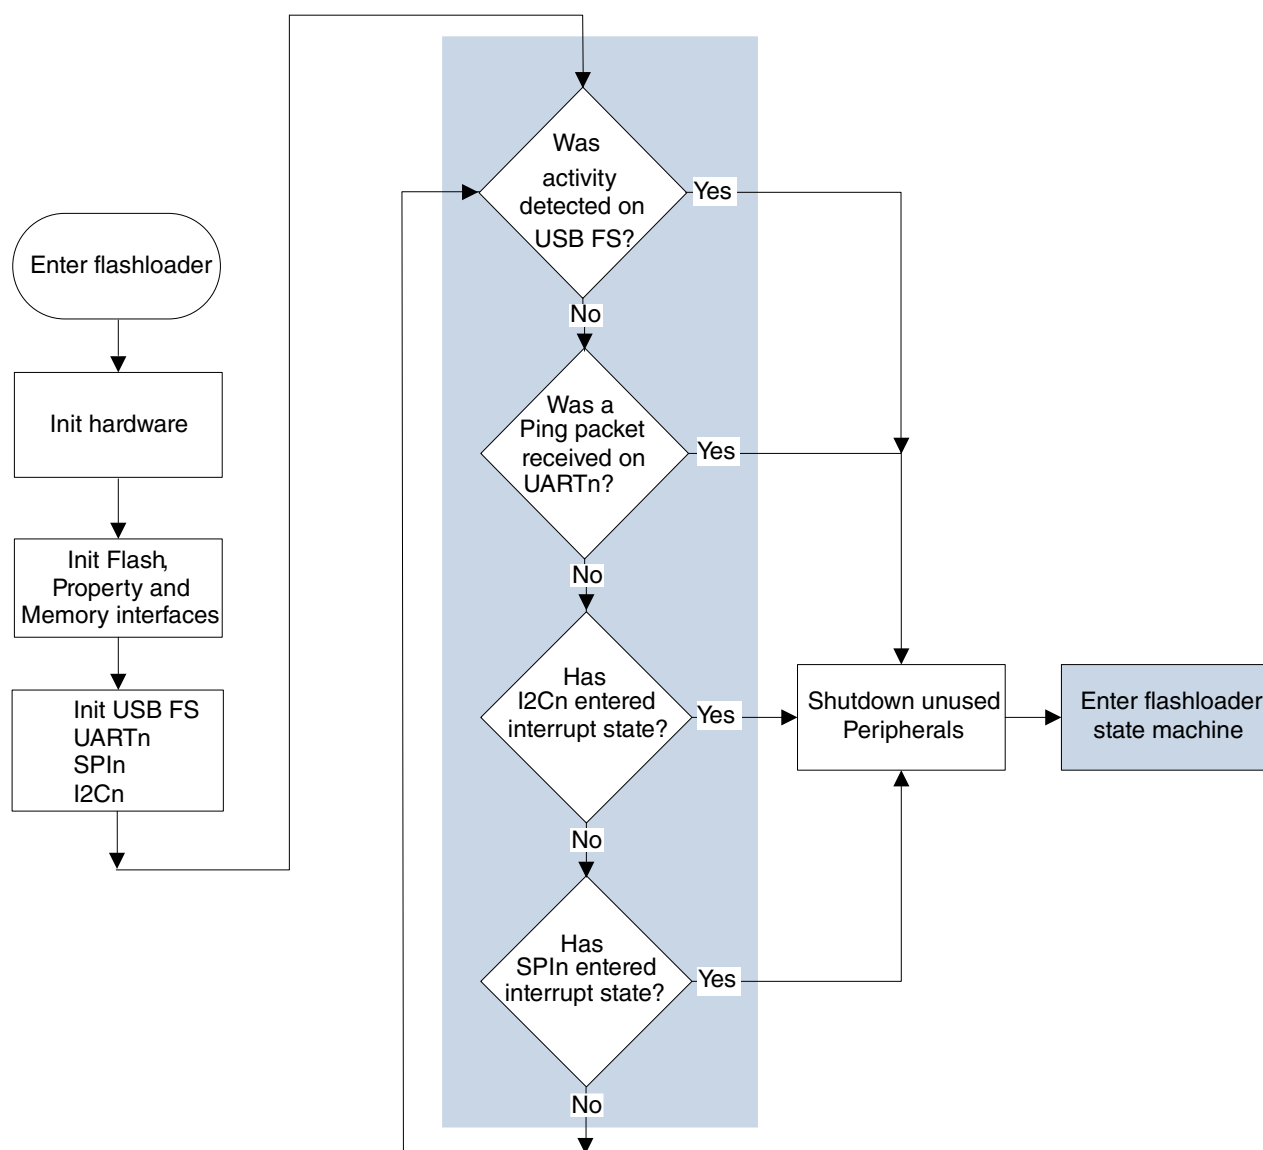 Enter flashloader
Init hardware
Init Flash,
Property and
Memory interfaces
Init USB FS
UARTn
SPIn
I2Cn
Was
activity
detected on
USB FS?
Yes
No
Was a
Ping packet
received on
UARTn?
Yes
No
Has
I2Cn entered
interrupt state?
Yes
No
Has
SPIn entered
interrupt state?
Yes
No
Shutdown unused
Peripherals
Enter flashloader
state machine